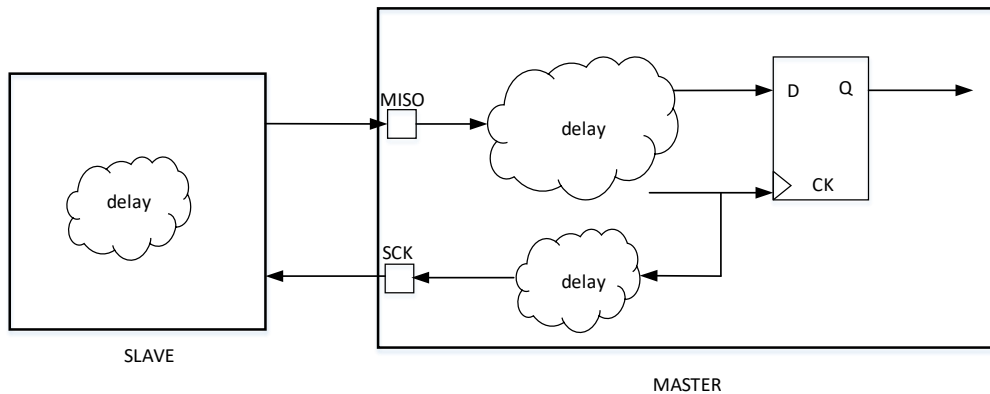 MISO
D Q
delay
delay
CK
SCK
delay
SLAVE
MASTER